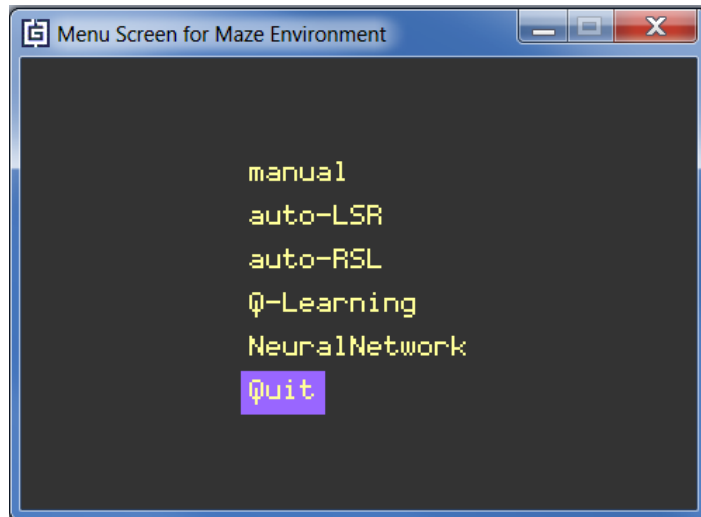 Menu Screen for Maze Environment
manual
auto-LSR
auto-RSL
Q-Learning
NeuralNetwork
Quit